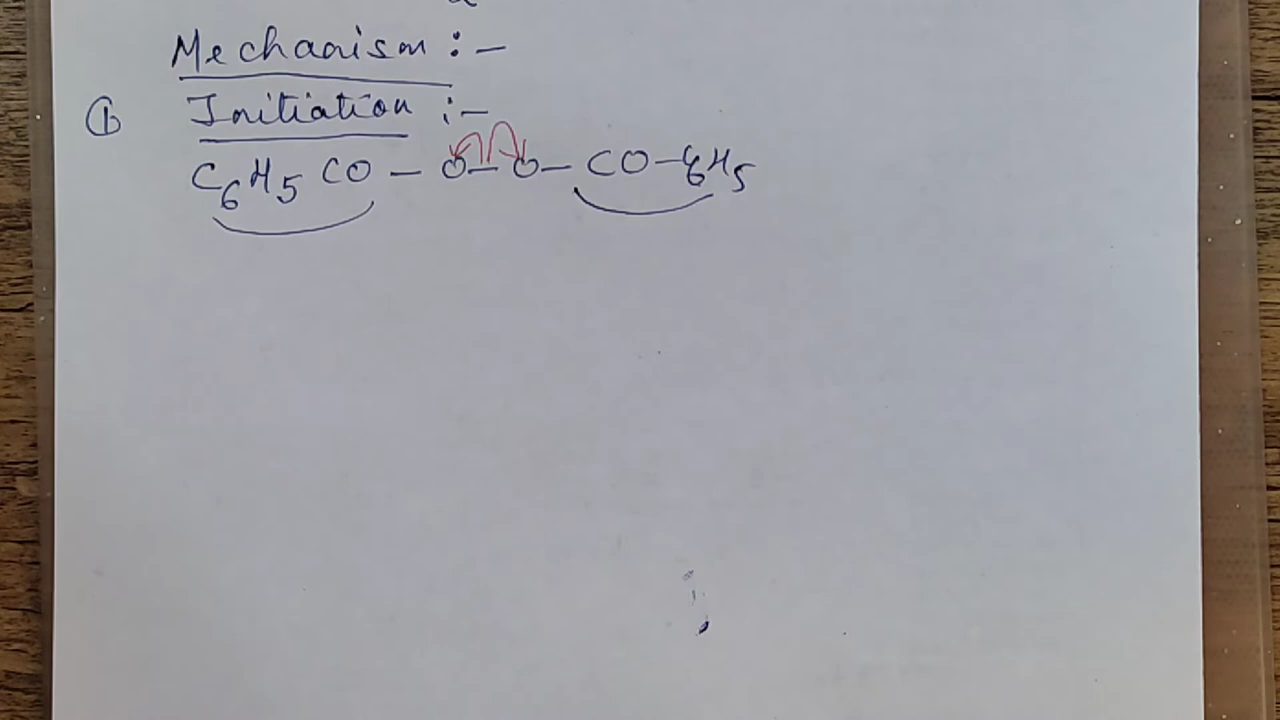 Mechanism :-
① Initiation :-
C₆H₅CO - O - O - CO - C₆H₅